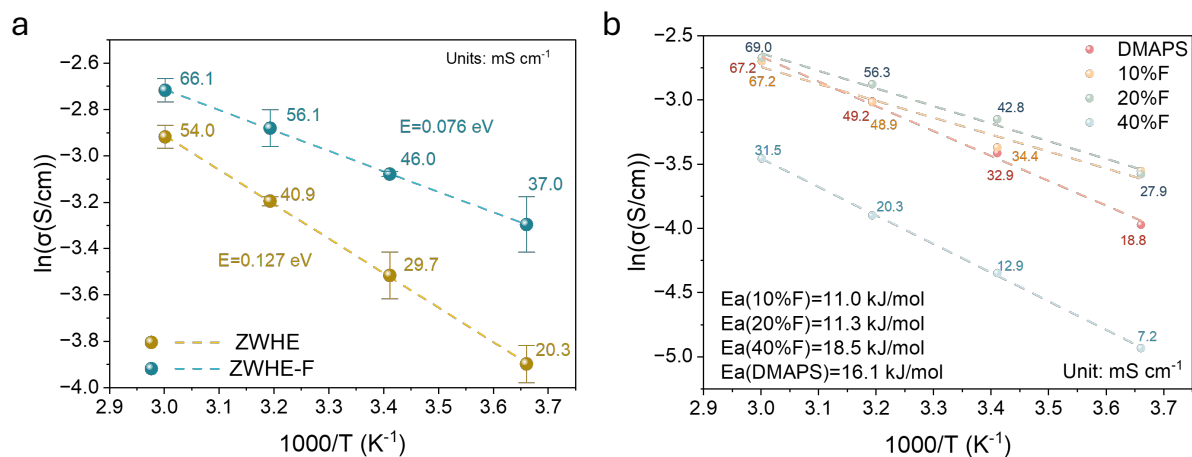 a
Units: mS cm⁻¹
66.1
56.1
E=0.076 eV
54.0
46.0
40.9
37.0
E=0.127 eV
29.7
20.3
ZWHE
ZWHE-F
ln(σ(S/cm))
−2.6
−2.8
−3.0
−3.2
−3.4
−3.6
−3.8
−4.0
2.9 3.0 3.1 3.2 3.3 3.4 3.5 3.6 3.7
1000/T (K⁻¹)
b
69.0
67.2
67.2
56.3
49.2
48.9
42.8
34.4
32.9
27.9
18.8
31.5
20.3
12.9
7.2
DMAPS
10%F
20%F
40%F
Ea(10%F)=11.0 kJ/mol
Ea(20%F)=11.3 kJ/mol
Ea(40%F)=18.5 kJ/mol
Ea(DMAPS)=16.1 kJ/mol
Unit: mS cm⁻¹
ln(σ(S/cm))
−2.5
−3.0
−3.5
−4.0
−4.5
−5.0
2.9 3.0 3.1 3.2 3.3 3.4 3.5 3.6 3.7
1000/T (K⁻¹)